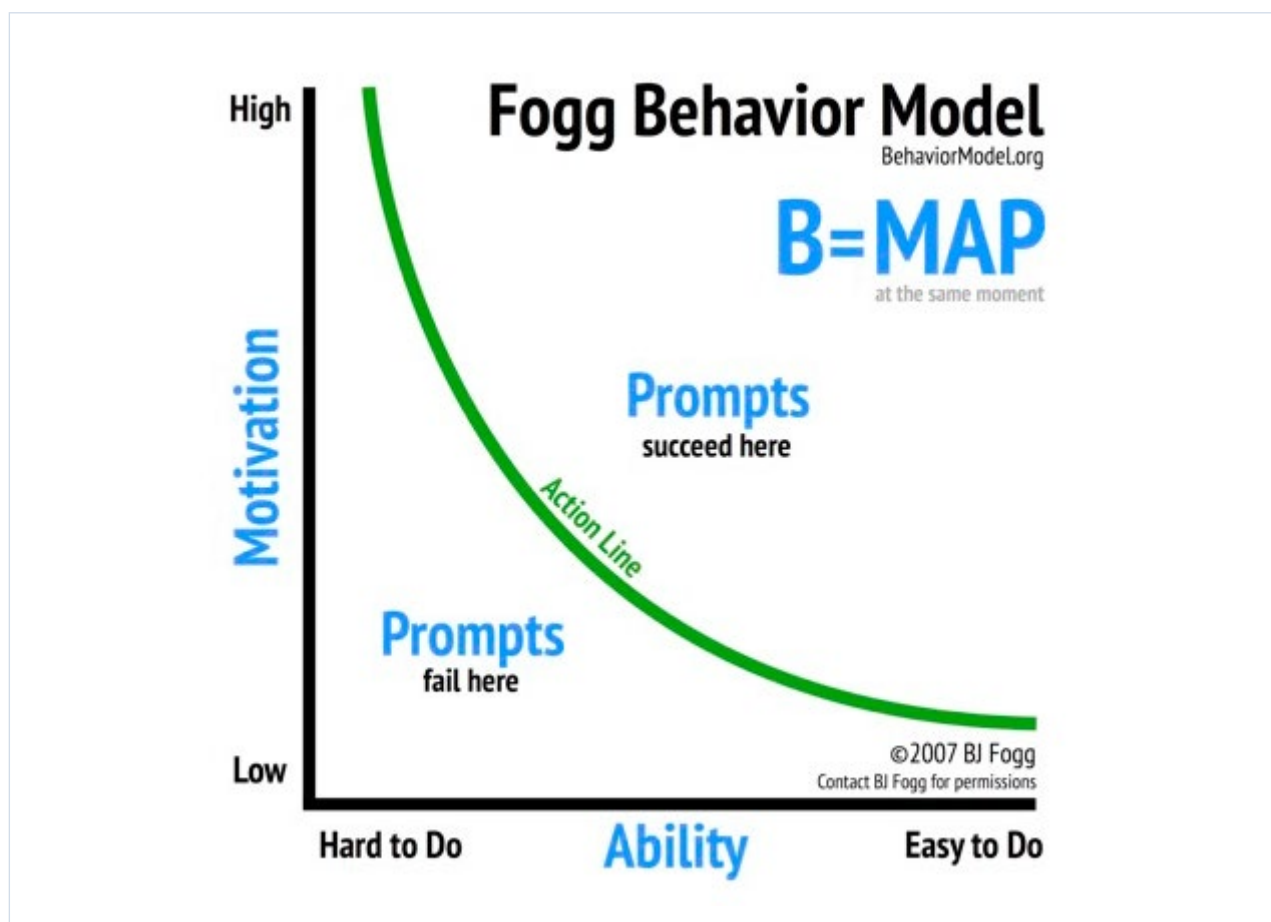 High
Fogg Behavior Model
BehaviorModel.org
B=MAP
at the same moment
Motivation
Prompts
succeed here
Action Line
Prompts
fail here
©2007 BJ Fogg
Contact BJ Fogg for permissions
Low
Hard to Do
Ability
Easy to Do